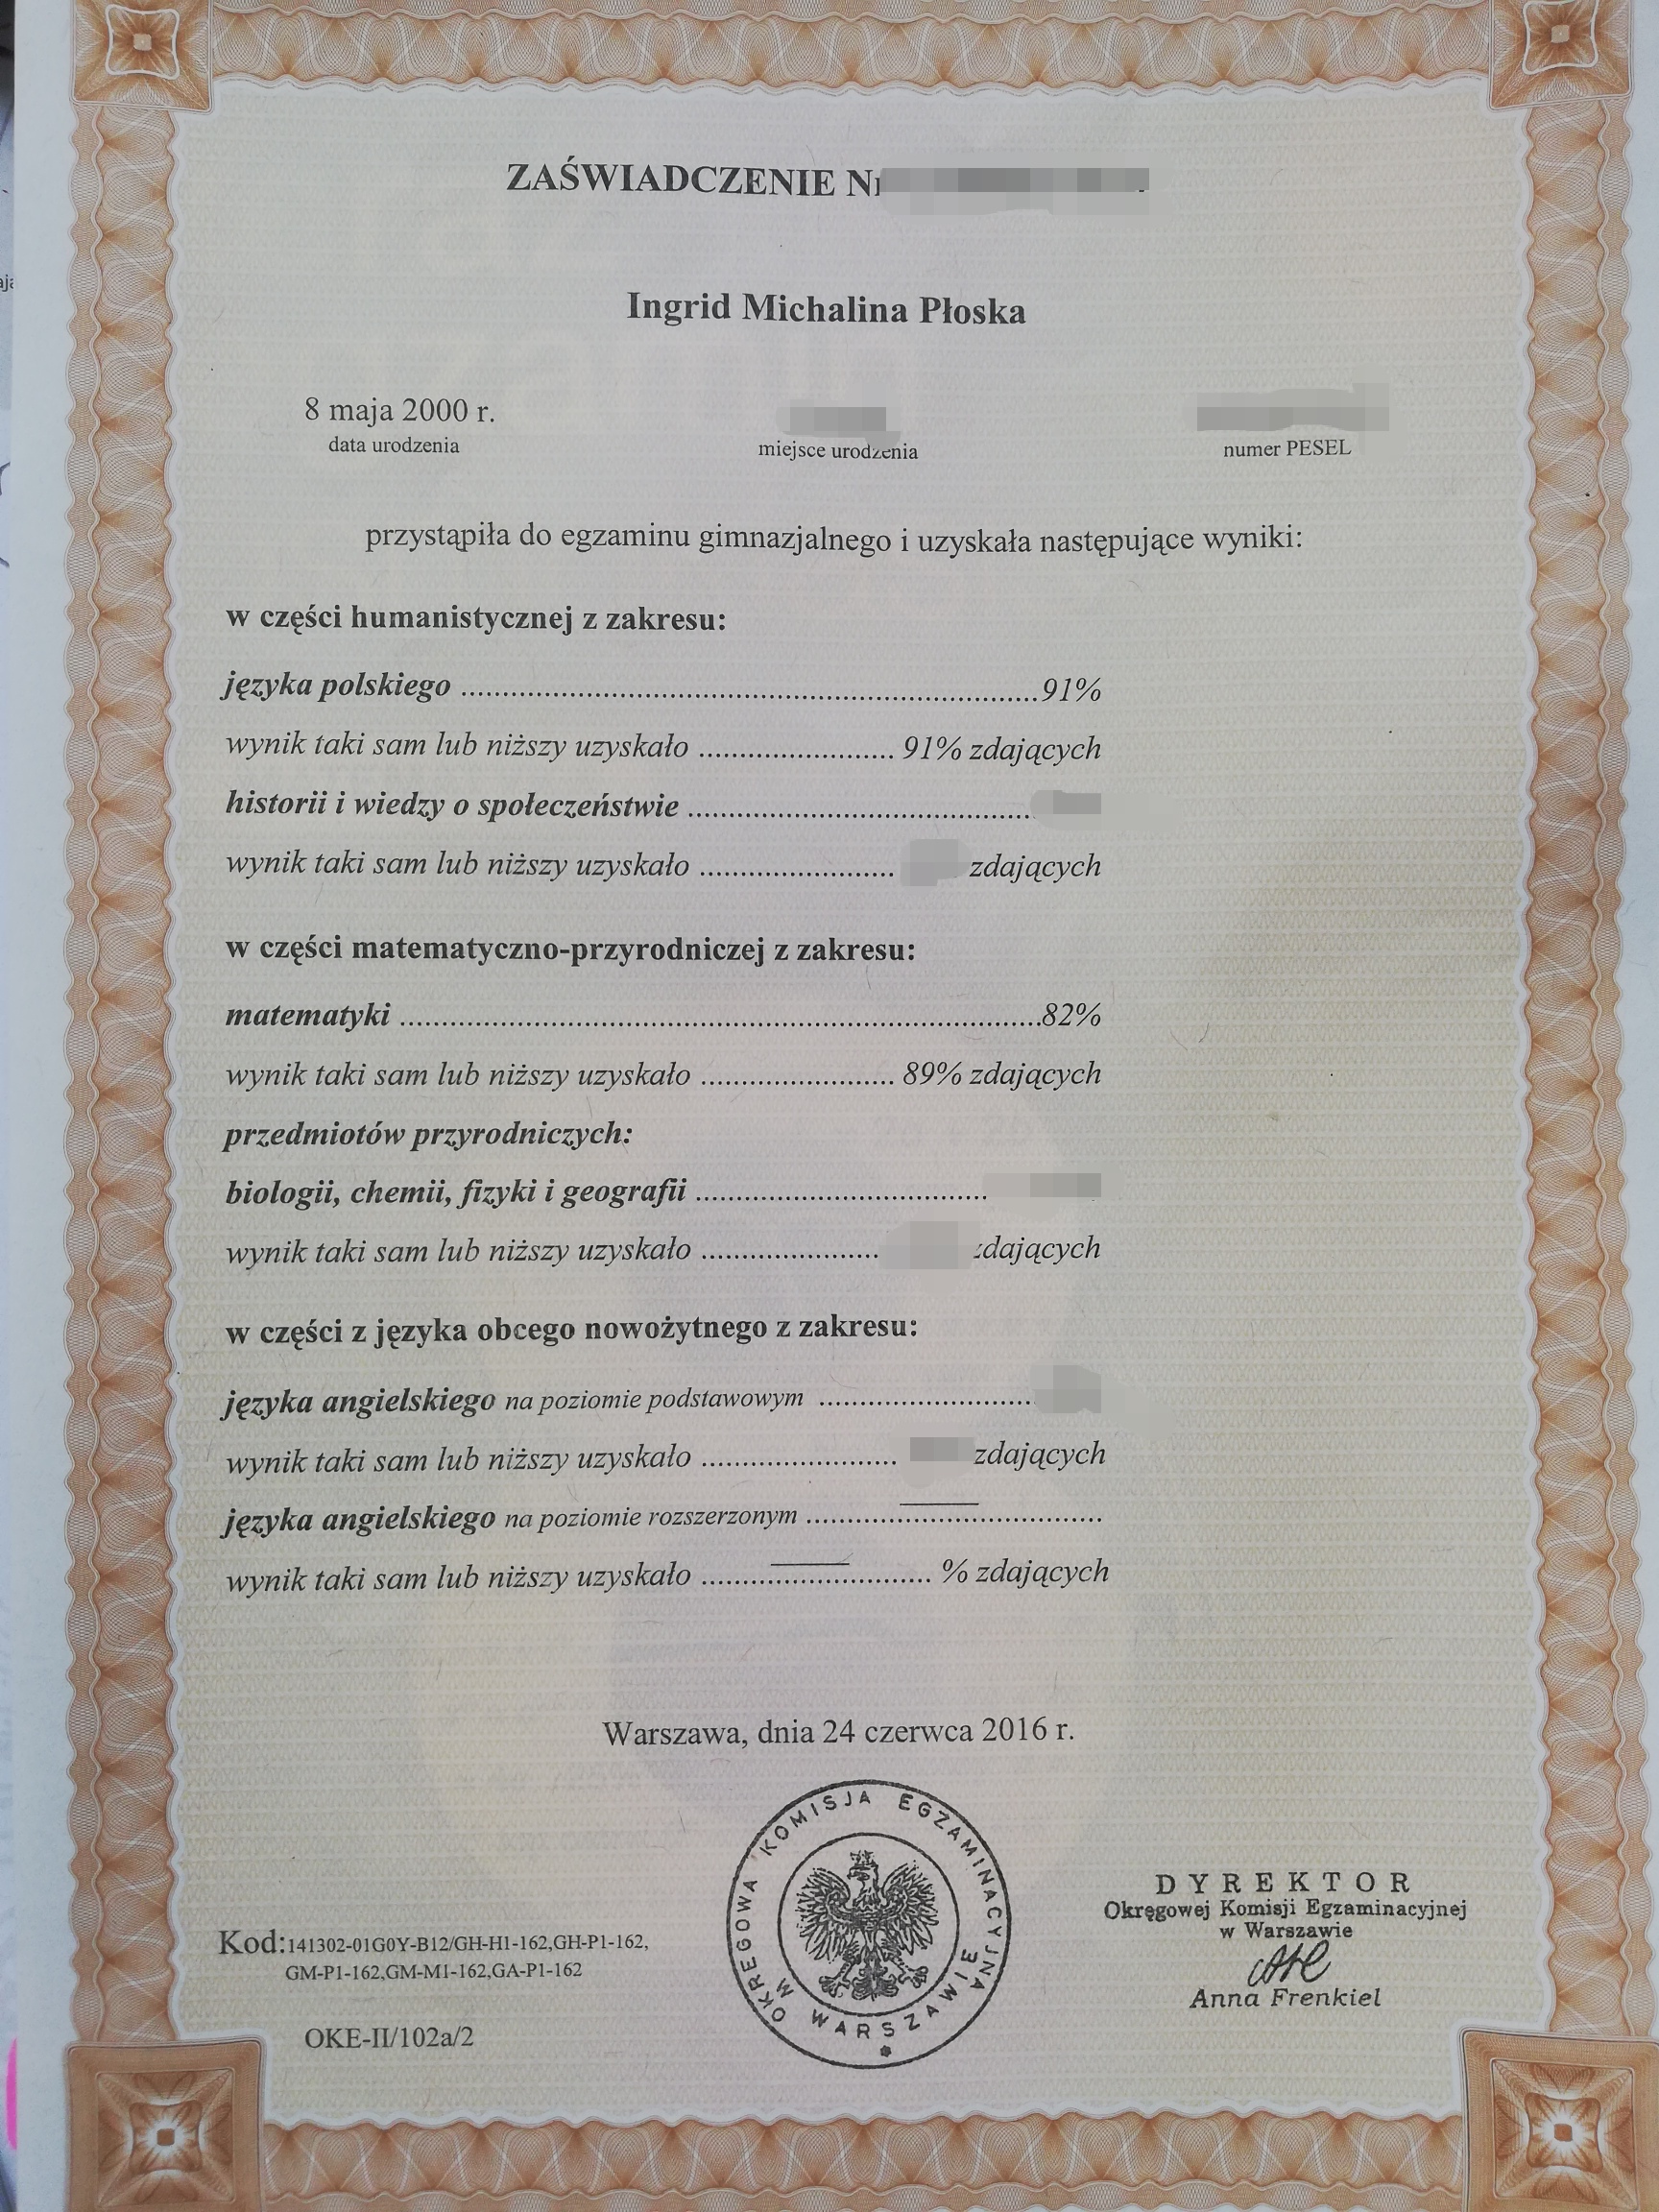 ZAŚWIADCZENIE Nr
Ingrid Michalina Płoska
8 maja 2000 r.
data urodzenia miejsce urodzenia numer PESEL
przystąpiła do egzaminu gimnazjalnego i uzyskała następujące wyniki:
w części humanistycznej z zakresu:
języka polskiego ........................................................................91%
wynik taki sam lub niższy uzyskało ........................ 91% zdających
historii i wiedzy o społeczeństwie ..........................................
wynik taki sam lub niższy uzyskało ........................ zdających
w części matematyczno-przyrodniczej z zakresu:
matematyki ................................................................................82%
wynik taki sam lub niższy uzyskało ........................ 89% zdających
przedmiotów przyrodniczych:
biologii, chemii, fizyki i geografii ....................................
wynik taki sam lub niższy uzyskało ...................... zdających
w części z języka obcego nowożytnego z zakresu:
języka angielskiego na poziomie podstawowym ...........................
wynik taki sam lub niższy uzyskało ........................ zdających
języka angielskiego na poziomie rozszerzonym .....................................
wynik taki sam lub niższy uzyskało ............................. % zdających
Warszawa, dnia 24 czerwca 2016 r.
OKRĘGOWA KOMISJA EGZAMINACYJNA
W WARSZAWIE
DYREKTOR
Okręgowej Komisji Egzaminacyjnej
w Warszawie
Anna Frenkiel
Kod:141302-01G0Y-B12/GH-H1-162,GH-P1-162,
GM-P1-162,GM-M1-162,GA-P1-162
OKE-II/102a/2